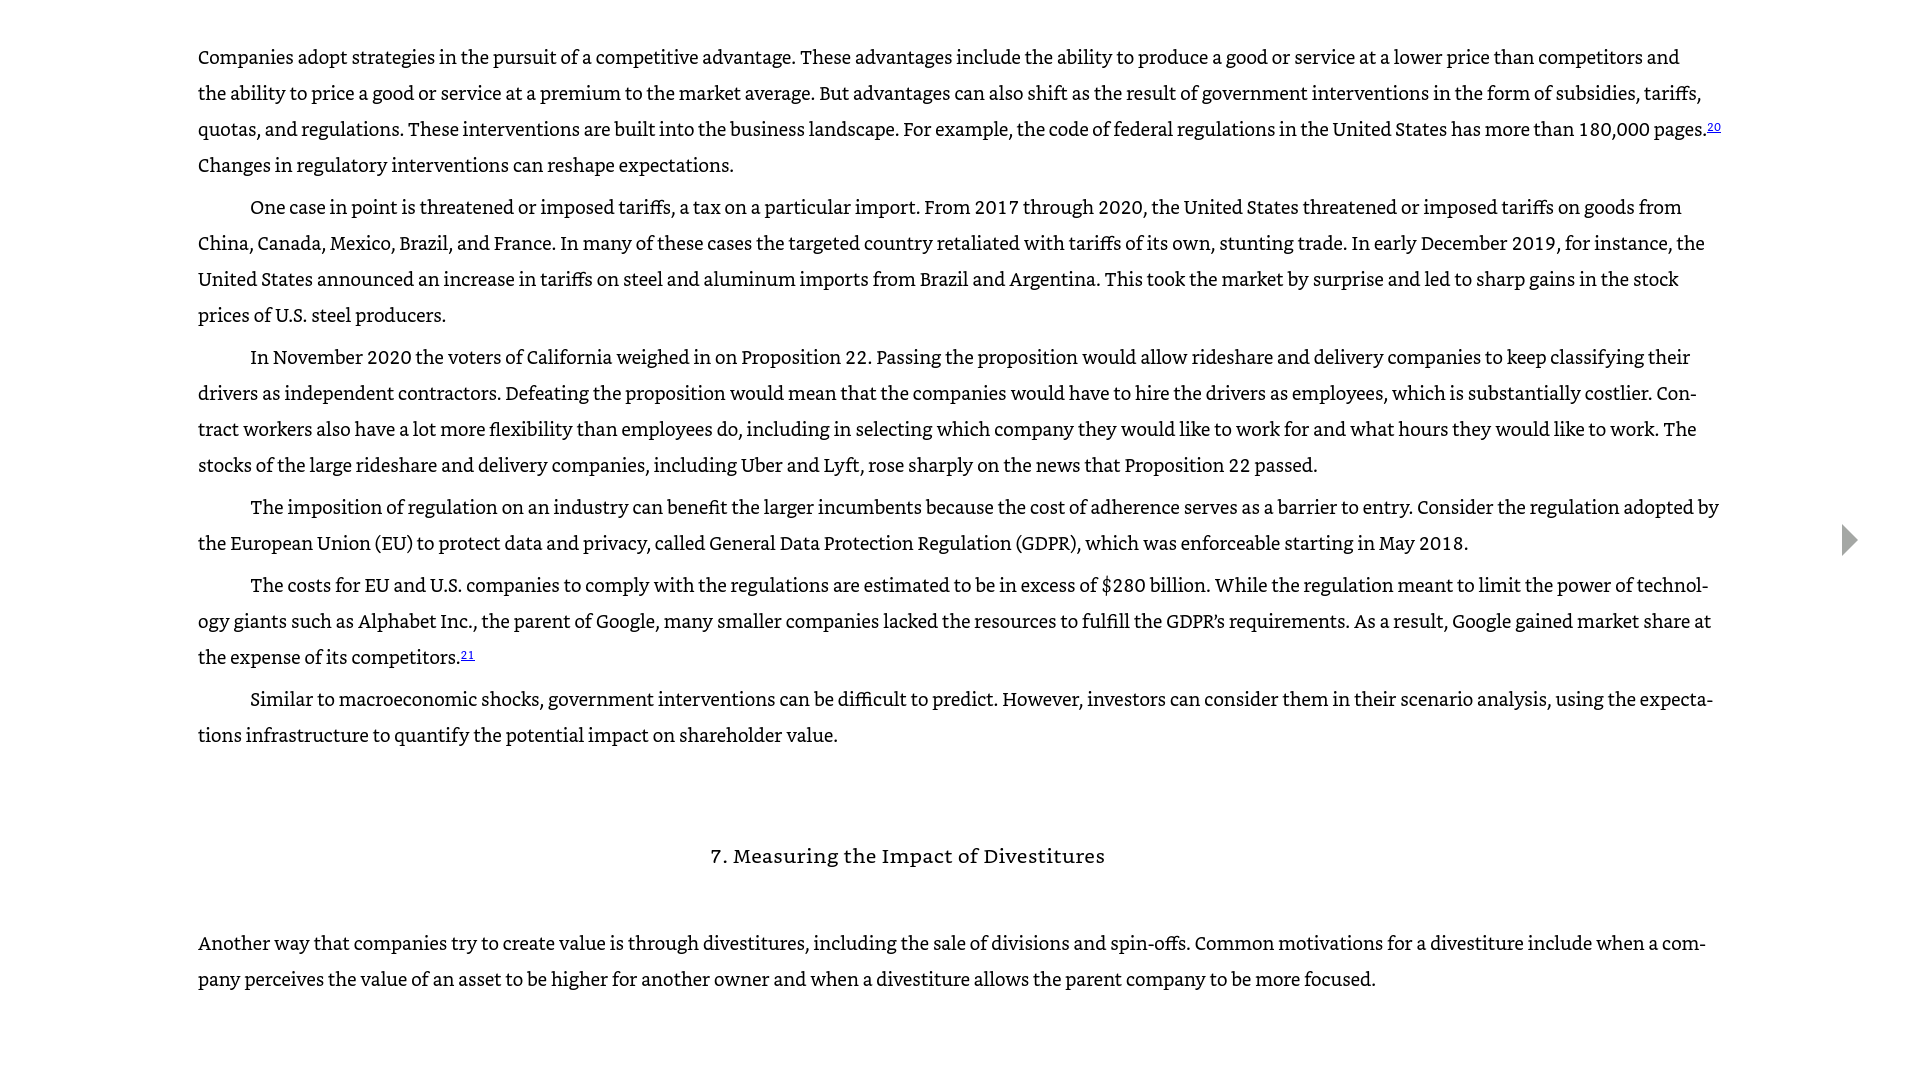 Companies adopt strategies in the pursuit of a competitive advantage. These advantages include the ability to produce a good or service at a lower price than competitors and
the ability to price a good or service at a premium to the market average. But advantages can also shift as the result of government interventions in the form of subsidies, tariffs,
quotas, and regulations. These interventions are built into the business landscape. For example, the code of federal regulations in the United States has more than 180,000 pages.20
Changes in regulatory interventions can reshape expectations.
One case in point is threatened or imposed tariffs, a tax on a particular import. From 2017 through 2020, the United States threatened or imposed tariffs on goods from
China, Canada, Mexico, Brazil, and France. In many of these cases the targeted country retaliated with tariffs of its own, stunting trade. In early December 2019, for instance, the
United States announced an increase in tariffs on steel and aluminum imports from Brazil and Argentina. This took the market by surprise and led to sharp gains in the stock
prices of U.S. steel producers.
In November 2020 the voters of California weighed in on Proposition 22. Passing the proposition would allow rideshare and delivery companies to keep classifying their
drivers as independent contractors. Defeating the proposition would mean that the companies would have to hire the drivers as employees, which is substantially costlier. Con-
tract workers also have a lot more flexibility than employees do, including in selecting which company they would like to work for and what hours they would like to work. The
stocks of the large rideshare and delivery companies, including Uber and Lyft, rose sharply on the news that Proposition 22 passed.
The imposition of regulation on an industry can benefit the larger incumbents because the cost of adherence serves as a barrier to entry. Consider the regulation adopted by
the European Union (EU) to protect data and privacy, called General Data Protection Regulation (GDPR), which was enforceable starting in May 2018.
The costs for EU and U.S. companies to comply with the regulations are estimated to be in excess of $280 billion. While the regulation meant to limit the power of technol-
ogy giants such as Alphabet Inc., the parent of Google, many smaller companies lacked the resources to fulfill the GDPR’s requirements. As a result, Google gained market share at
the expense of its competitors.21
Similar to macroeconomic shocks, government interventions can be difficult to predict. However, investors can consider them in their scenario analysis, using the expecta-
tions infrastructure to quantify the potential impact on shareholder value.
7. Measuring the Impact of Divestitures
Another way that companies try to create value is through divestitures, including the sale of divisions and spin-offs. Common motivations for a divestiture include when a com-
pany perceives the value of an asset to be higher for another owner and when a divestiture allows the parent company to be more focused.